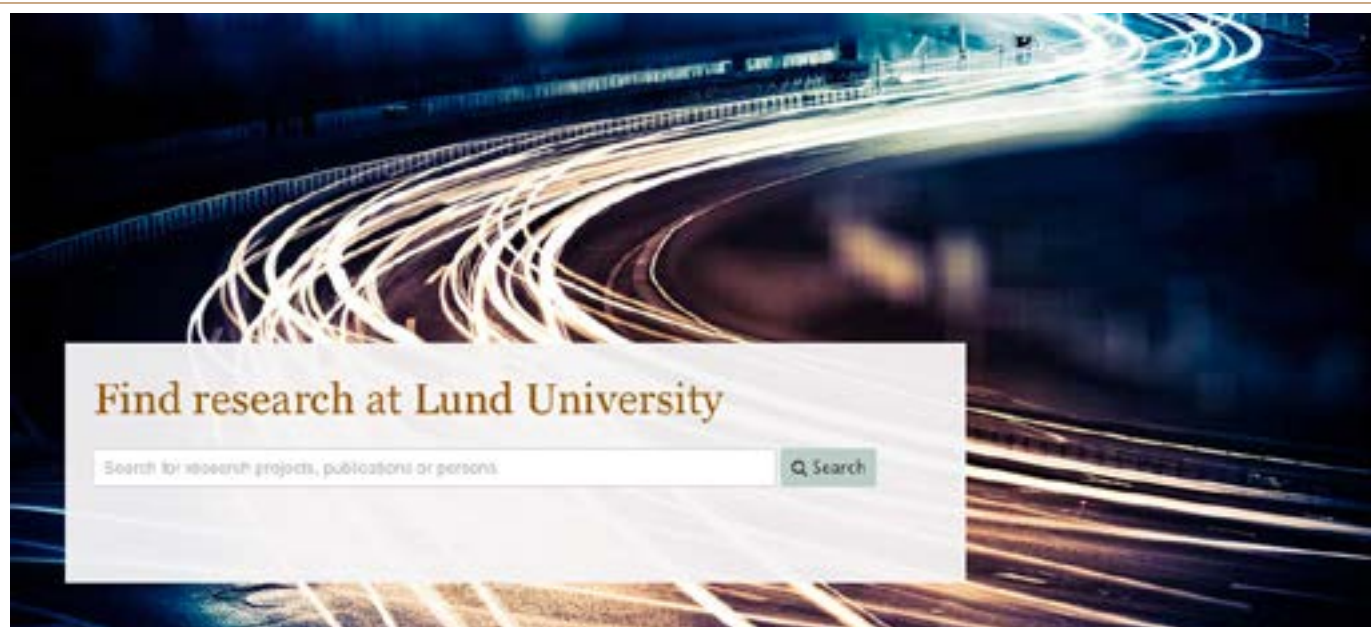 Find research at Lund University
Search for research projects, publications or persons
Search